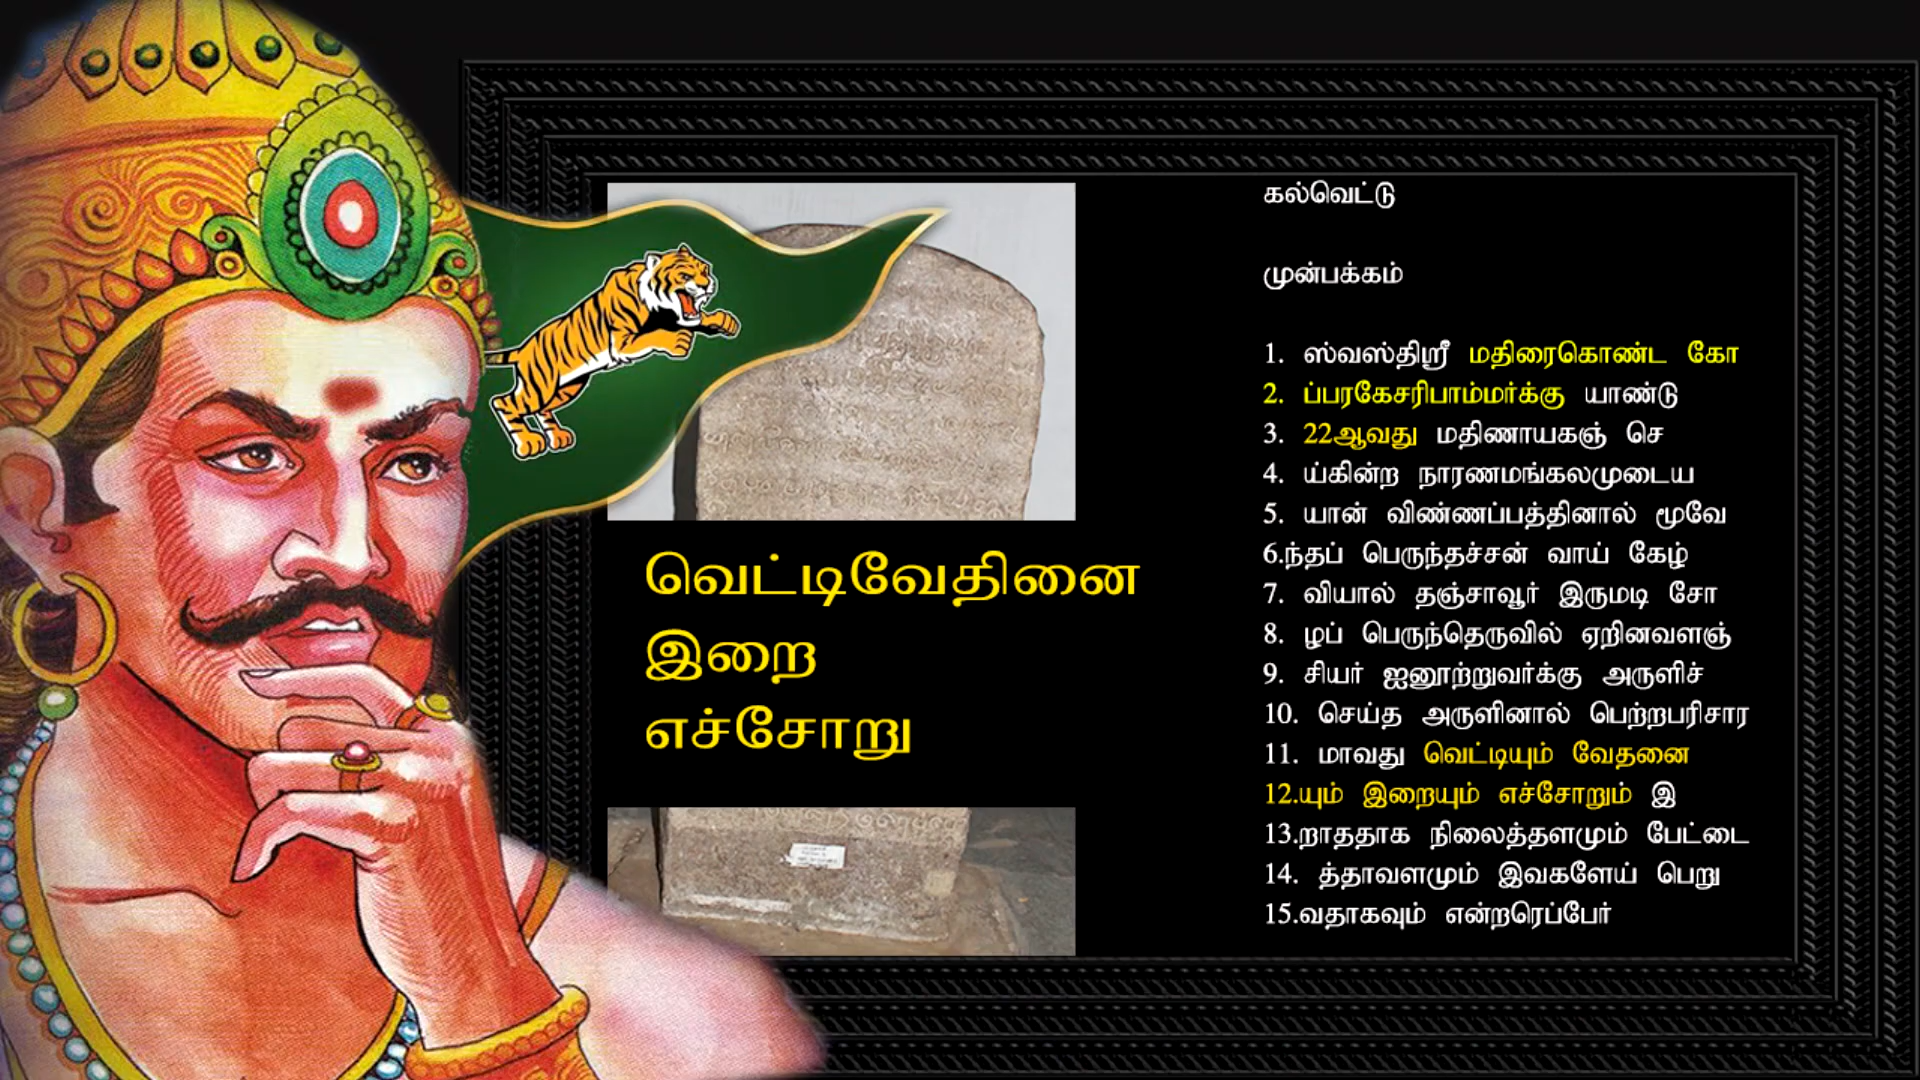 வெட்டிவேதினை
இறை
எச்சோறு
கல்வெட்டு
முன்பக்கம்
1. ஸ்வஸ்திஸ்ரீ மதிரைகொண்ட கோ
2. ப்பரகேசரிபாம்மர்க்கு யாண்டு
3. 22ஆவது மதிணாயகஞ் செ
4. ய்கின்ற நாரணமங்கலமுடைய
5. யான் விண்ணப்பத்தினால் மூவே
6.ந்தப் பெருந்தச்சன் வாய் கேழ்
7. வியால் தஞ்சாவூர் இருமடி சோ
8. ழப் பெருந்தெருவில் ஏறினவளஞ்
9. சியர் ஐனூற்றுவர்க்கு அருளிச்
10. செய்த அருளினால் பெற்றபரிசார
11. மாவது வெட்டியும் வேதனை
12.யும் இறையும் எச்சோறும் இ
13.றாததாக நிலைத்தளமும் பேட்டை
14. த்தாவளமும் இவகளேய் பெறு
15.வதாகவும் என்றரெப்பேர்